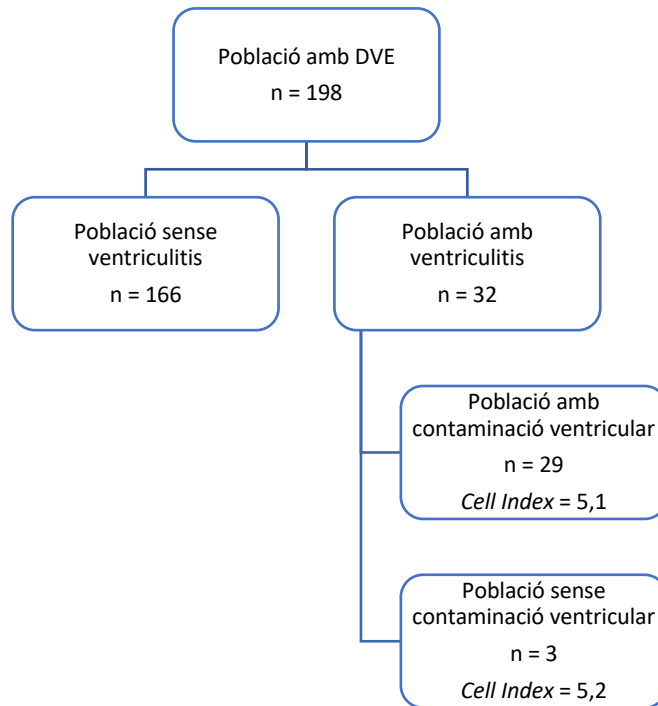 Població amb DVE
n = 198
Població sense
ventriculitis
n = 166
Població amb
ventriculitis
n = 32
Població amb
contaminació ventricular
n = 29
Cell Index = 5,1
Població sense
contaminació ventricular
n = 3
Cell Index = 5,2